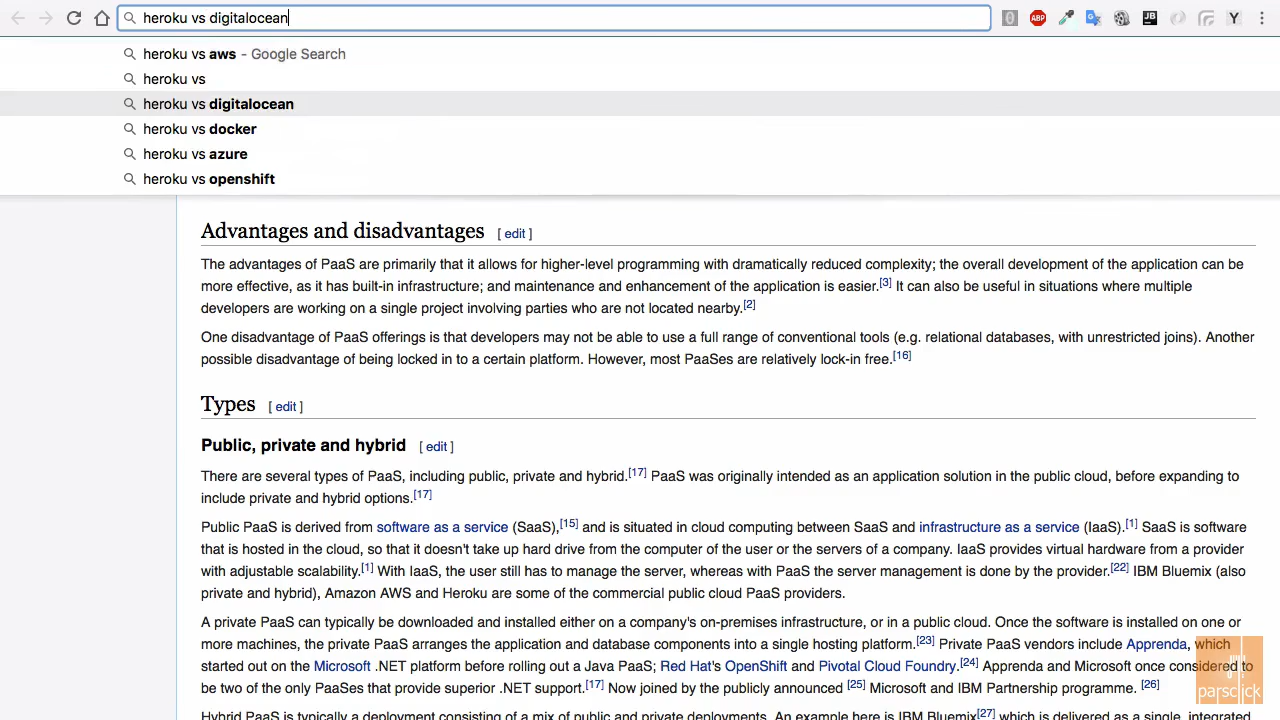 heroku vs digitalocean
ABP
JB
Y
heroku vs aws - Google Search
heroku vs
heroku vs digitalocean
heroku vs docker
heroku vs azure
heroku vs openshift
Advantages and disadvantages [ edit ]
The advantages of PaaS are primarily that it allows for higher-level programming with dramatically reduced complexity; the overall development of the application can be
more effective, as it has built-in infrastructure; and maintenance and enhancement of the application is easier.[3] It can also be useful in situations where multiple
developers are working on a single project involving parties who are not located nearby.[2]
One disadvantage of PaaS offerings is that developers may not be able to use a full range of conventional tools (e.g. relational databases, with unrestricted joins). Another
possible disadvantage of being locked in to a certain platform. However, most PaaSes are relatively lock-in free.[16]
Types [ edit ]
Public, private and hybrid [ edit ]
There are several types of PaaS, including public, private and hybrid.[17] PaaS was originally intended as an application solution in the public cloud, before expanding to
include private and hybrid options.[17]
Public PaaS is derived from software as a service (SaaS),[15] and is situated in cloud computing between SaaS and infrastructure as a service (IaaS).[1] SaaS is software
that is hosted in the cloud, so that it doesn't take up hard drive from the computer of the user or the servers of a company. IaaS provides virtual hardware from a provider
with adjustable scalability.[1] With IaaS, the user still has to manage the server, whereas with PaaS the server management is done by the provider.[22] IBM Bluemix (also
private and hybrid), Amazon AWS and Heroku are some of the commercial public cloud PaaS providers.
A private PaaS can typically be downloaded and installed either on a company's on-premises infrastructure, or in a public cloud. Once the software is installed on one or
more machines, the private PaaS arranges the application and database components into a single hosting platform.[23] Private PaaS vendors include Apprenda, which
started out on the Microsoft .NET platform before rolling out a Java PaaS; Red Hat's OpenShift and Pivotal Cloud Foundry.[24] Apprenda and Microsoft once considered to
be two of the only PaaSes that provide superior .NET support.[17] Now joined by the publicly announced [25] Microsoft and IBM Partnership programme. [26]
Hybrid PaaS is typically a deployment consisting of a mix of public and private deployments. An example here is IBM Bluemix[27] which is delivered as a single, integrated
parsclick